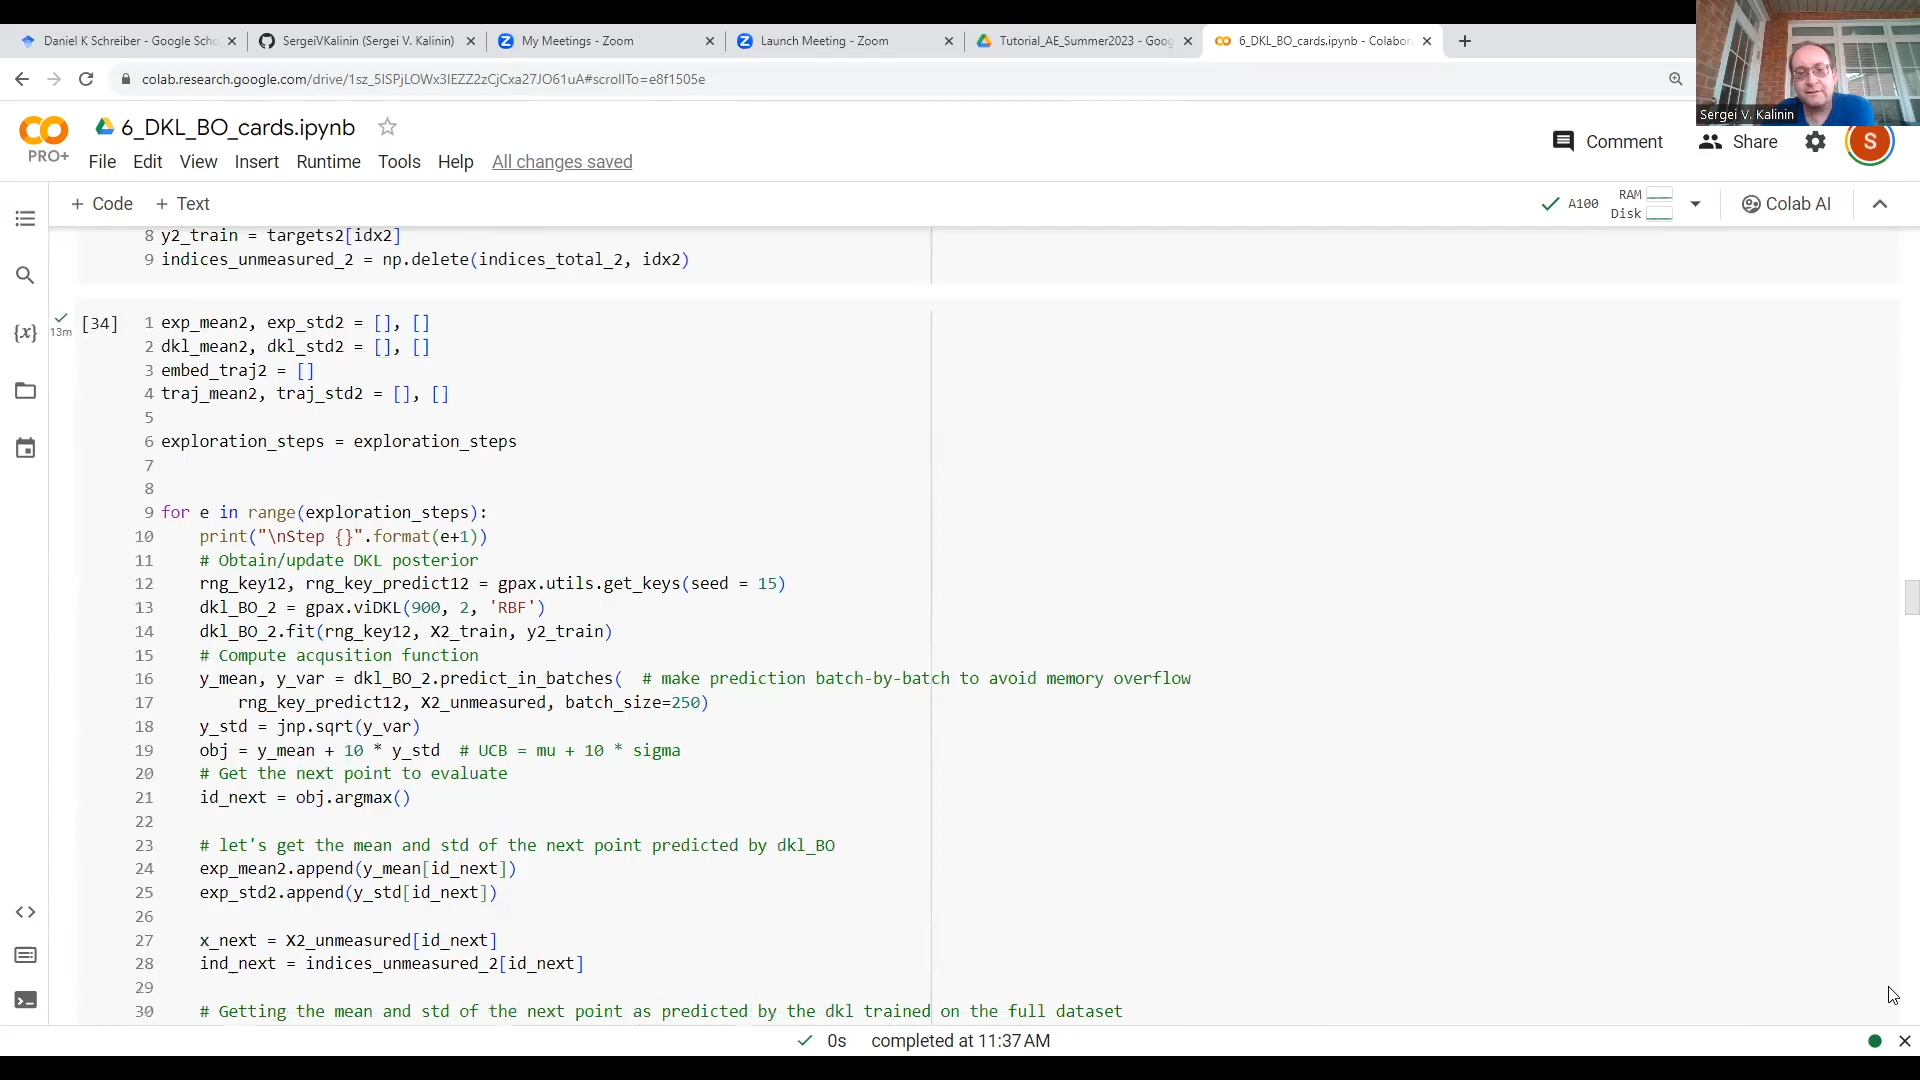 Daniel K Schreiber - Google Scho
SergeiVKalinin (Sergei V. Kalinin)
My Meetings - Zoom
Launch Meeting - Zoom
Tutorial_AE_Summer2023 - Goog
6_DKL_BO_cards.ipynb - Colabor
colab.research.google.com/drive/1sz_5ISPjLOWx3IEZZ2zCjCxa27JO61uA#scrollTo=e8f1505e
Sergei V. Kalinin
PRO+
6_DKL_BO_cards.ipynb
File Edit View Insert Runtime Tools Help All changes saved
Comment
Share
S
+ Code + Text
A100
RAM
Disk
Colab AI
8 y2_train = targets2[idx2]
9 indices_unmeasured_2 = np.delete(indices_total_2, idx2)
{x}
13m
[34]
1 exp_mean2, exp_std2 = [], []
2 dkl_mean2, dkl_std2 = [], []
3 embed_traj2 = []
4 traj_mean2, traj_std2 = [], []
5
6 exploration_steps = exploration_steps
7
8
9 for e in range(exploration_steps):
10 print("\nStep {}".format(e+1))
11 # Obtain/update DKL posterior
12 rng_key12, rng_key_predict12 = gpax.utils.get_keys(seed = 15)
13 dkl_BO_2 = gpax.viDKL(900, 2, 'RBF')
14 dkl_BO_2.fit(rng_key12, X2_train, y2_train)
15 # Compute acqusition function
16 y_mean, y_var = dkl_BO_2.predict_in_batches( # make prediction batch-by-batch to avoid memory overflow
17 rng_key_predict12, X2_unmeasured, batch_size=250)
18 y_std = jnp.sqrt(y_var)
19 obj = y_mean + 10 * y_std # UCB = mu + 10 * sigma
20 # Get the next point to evaluate
21 id_next = obj.argmax()
22
23 # let's get the mean and std of the next point predicted by dkl_BO
24 exp_mean2.append(y_mean[id_next])
25 exp_std2.append(y_std[id_next])
26
27 x_next = X2_unmeasured[id_next]
28 ind_next = indices_unmeasured_2[id_next]
29
30 # Getting the mean and std of the next point as predicted by the dkl trained on the full dataset
0s completed at 11:37 AM